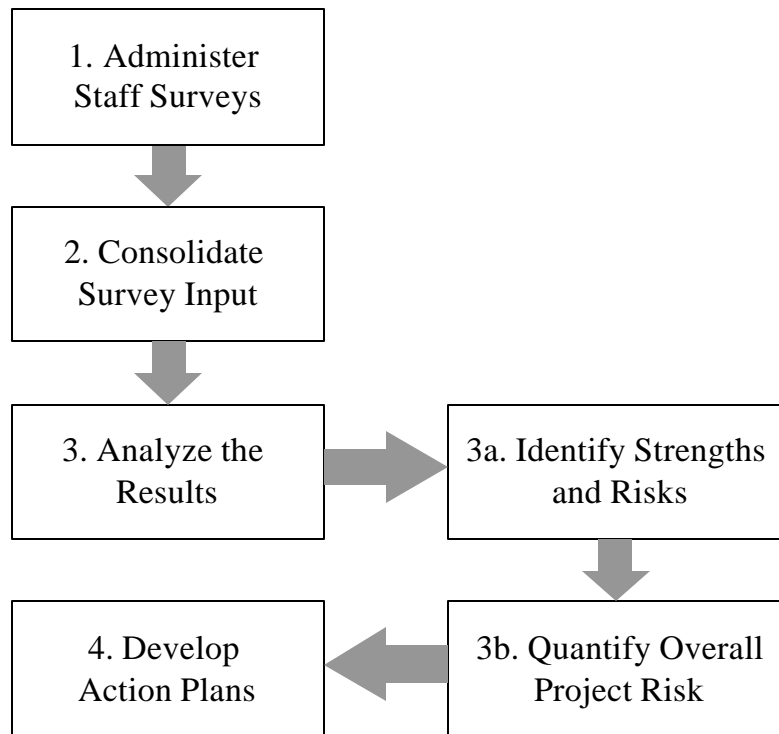 1. Administer
Staff Surveys
2. Consolidate
Survey Input
3. Analyze the
Results
3a. Identify Strengths
and Risks
3b. Quantify Overall
Project Risk
4. Develop
Action Plans